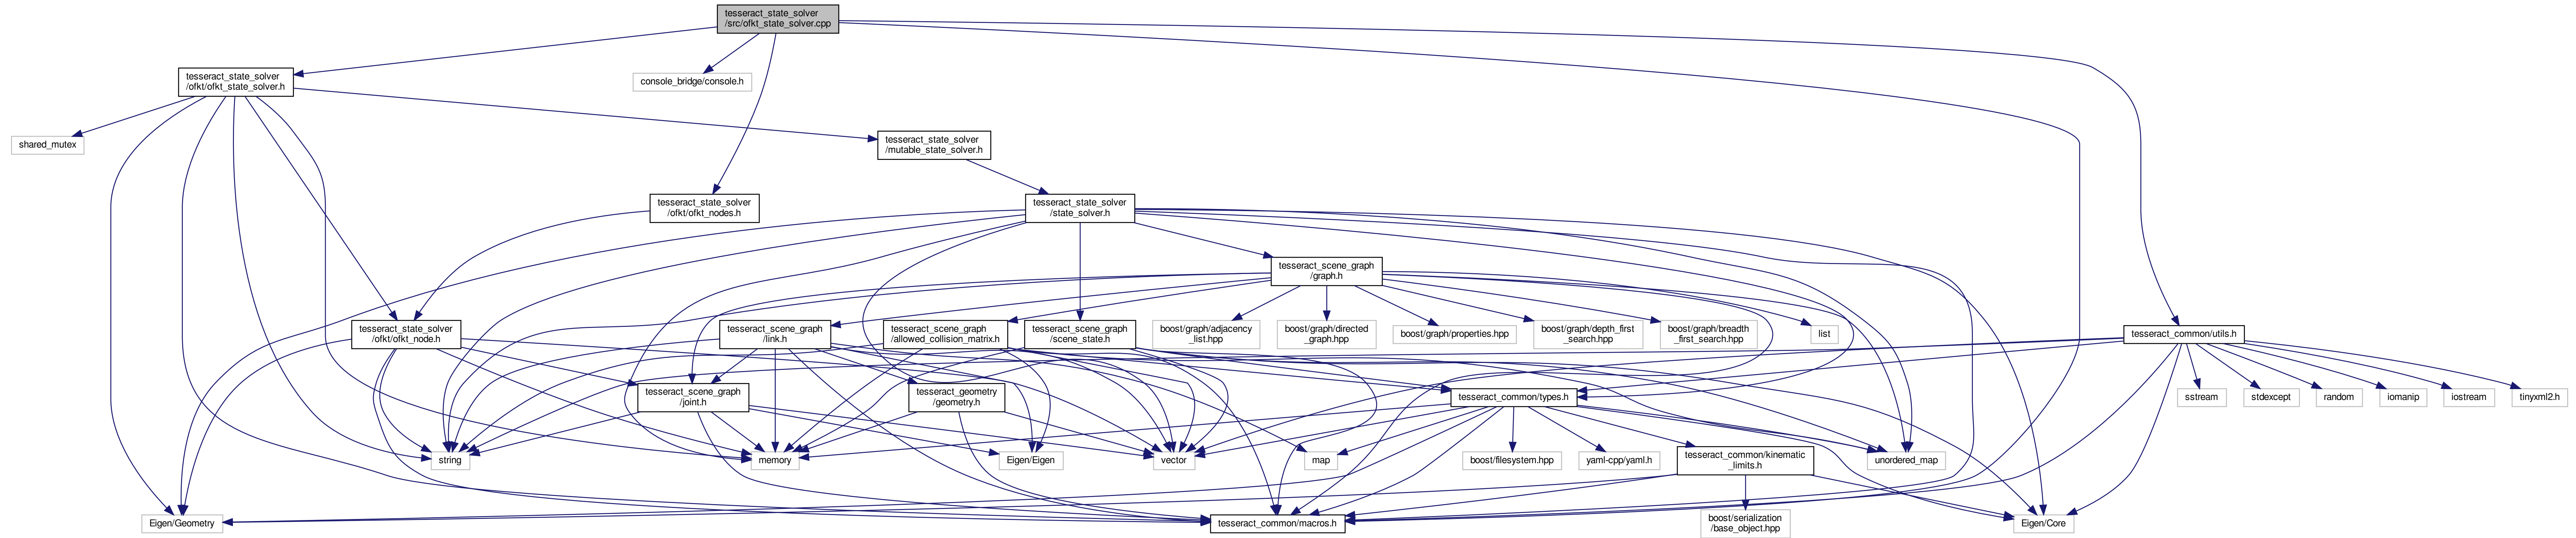 tesseract_state_solver
/src/ofkt_state_solver.cpp
tesseract_state_solver
/ofkt/ofkt_state_solver.h
console_bridge/console.h
shared_mutex
tesseract_state_solver
/mutable_state_solver.h
tesseract_state_solver
/ofkt/ofkt_nodes.h
tesseract_state_solver
/state_solver.h
tesseract_scene_graph
/graph.h
tesseract_state_solver
/ofkt/ofkt_node.h
tesseract_scene_graph
/link.h
tesseract_scene_graph
/allowed_collision_matrix.h
tesseract_scene_graph
/scene_state.h
boost/graph/adjacency
_list.hpp
boost/graph/directed
_graph.hpp
boost/graph/properties.hpp
boost/graph/depth_first
_search.hpp
boost/graph/breadth
_first_search.hpp
list
tesseract_common/utils.h
tesseract_scene_graph
/joint.h
tesseract_geometry
/geometry.h
tesseract_common/types.h
sstream
stdexcept
random
iomanip
iostream
tinyxml2.h
string
memory
Eigen/Eigen
vector
map
boost/filesystem.hpp
yaml-cpp/yaml.h
tesseract_common/kinematic
_limits.h
unordered_map
Eigen/Geometry
tesseract_common/macros.h
boost/serialization
/base_object.hpp
Eigen/Core